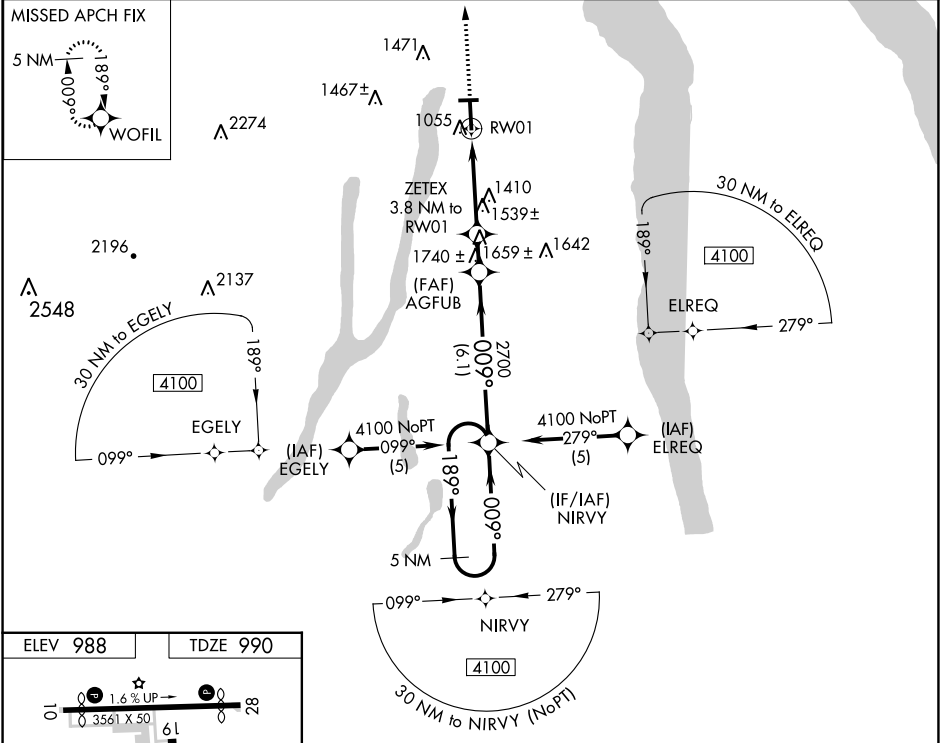 MISSED APCH FIX
5 NM
189°
009°
WOFIL
1471
1467±
2274
1055
RW01
ZETEX
3.8 NM to
RW01
1410
1539±
1740 ±
1659 ±
1642
(FAF)
AGFUB
2196
2548
2137
30 NM to EGELY
189°
4100
EGELY
099°
30 NM to ELREQ
189°
4100
ELREQ
279°
2700
009°
(6.1)
(IAF)
EGELY
4100 NoPT
099°
(5)
4100 NoPT
279°
(5)
(IAF)
ELREQ
(IF/IAF)
NIRVY
189°
009°
5 NM
099°
279°
NIRVY
4100
30 NM to NIRVY (NoPT)
ELEV 988
TDZE 990
P
P
1.6 % UP
10
28
3561 X 50
19